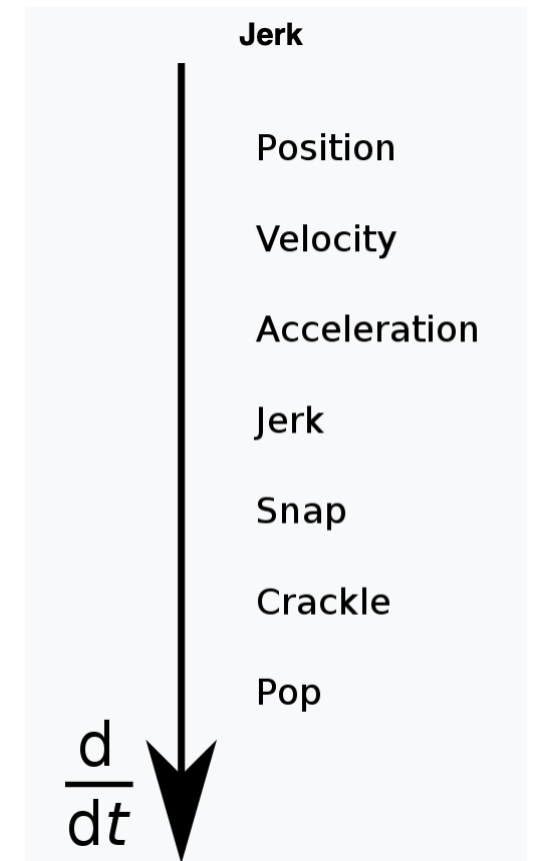 Jerk
Position
Velocity
Acceleration
Jerk
Snap
Crackle
Pop
d
dt